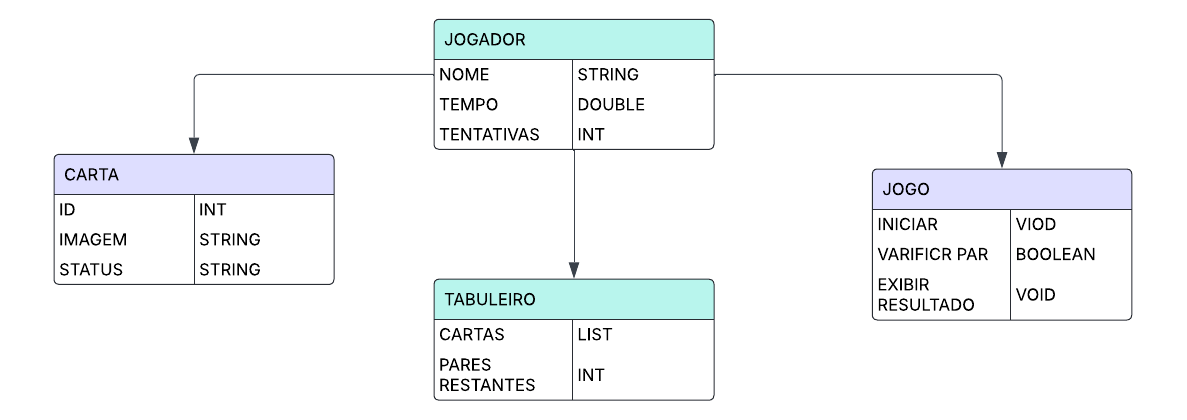 JOGADOR
NOME STRING
TEMPO DOUBLE
TENTATIVAS INT
CARTA
ID INT
IMAGEM STRING
STATUS STRING
JOGO
INICIAR VIOD
VARIFICR PAR BOOLEAN
EXIBIR
RESULTADO VOID
TABULEIRO
CARTAS LIST
PARES
RESTANTES INT